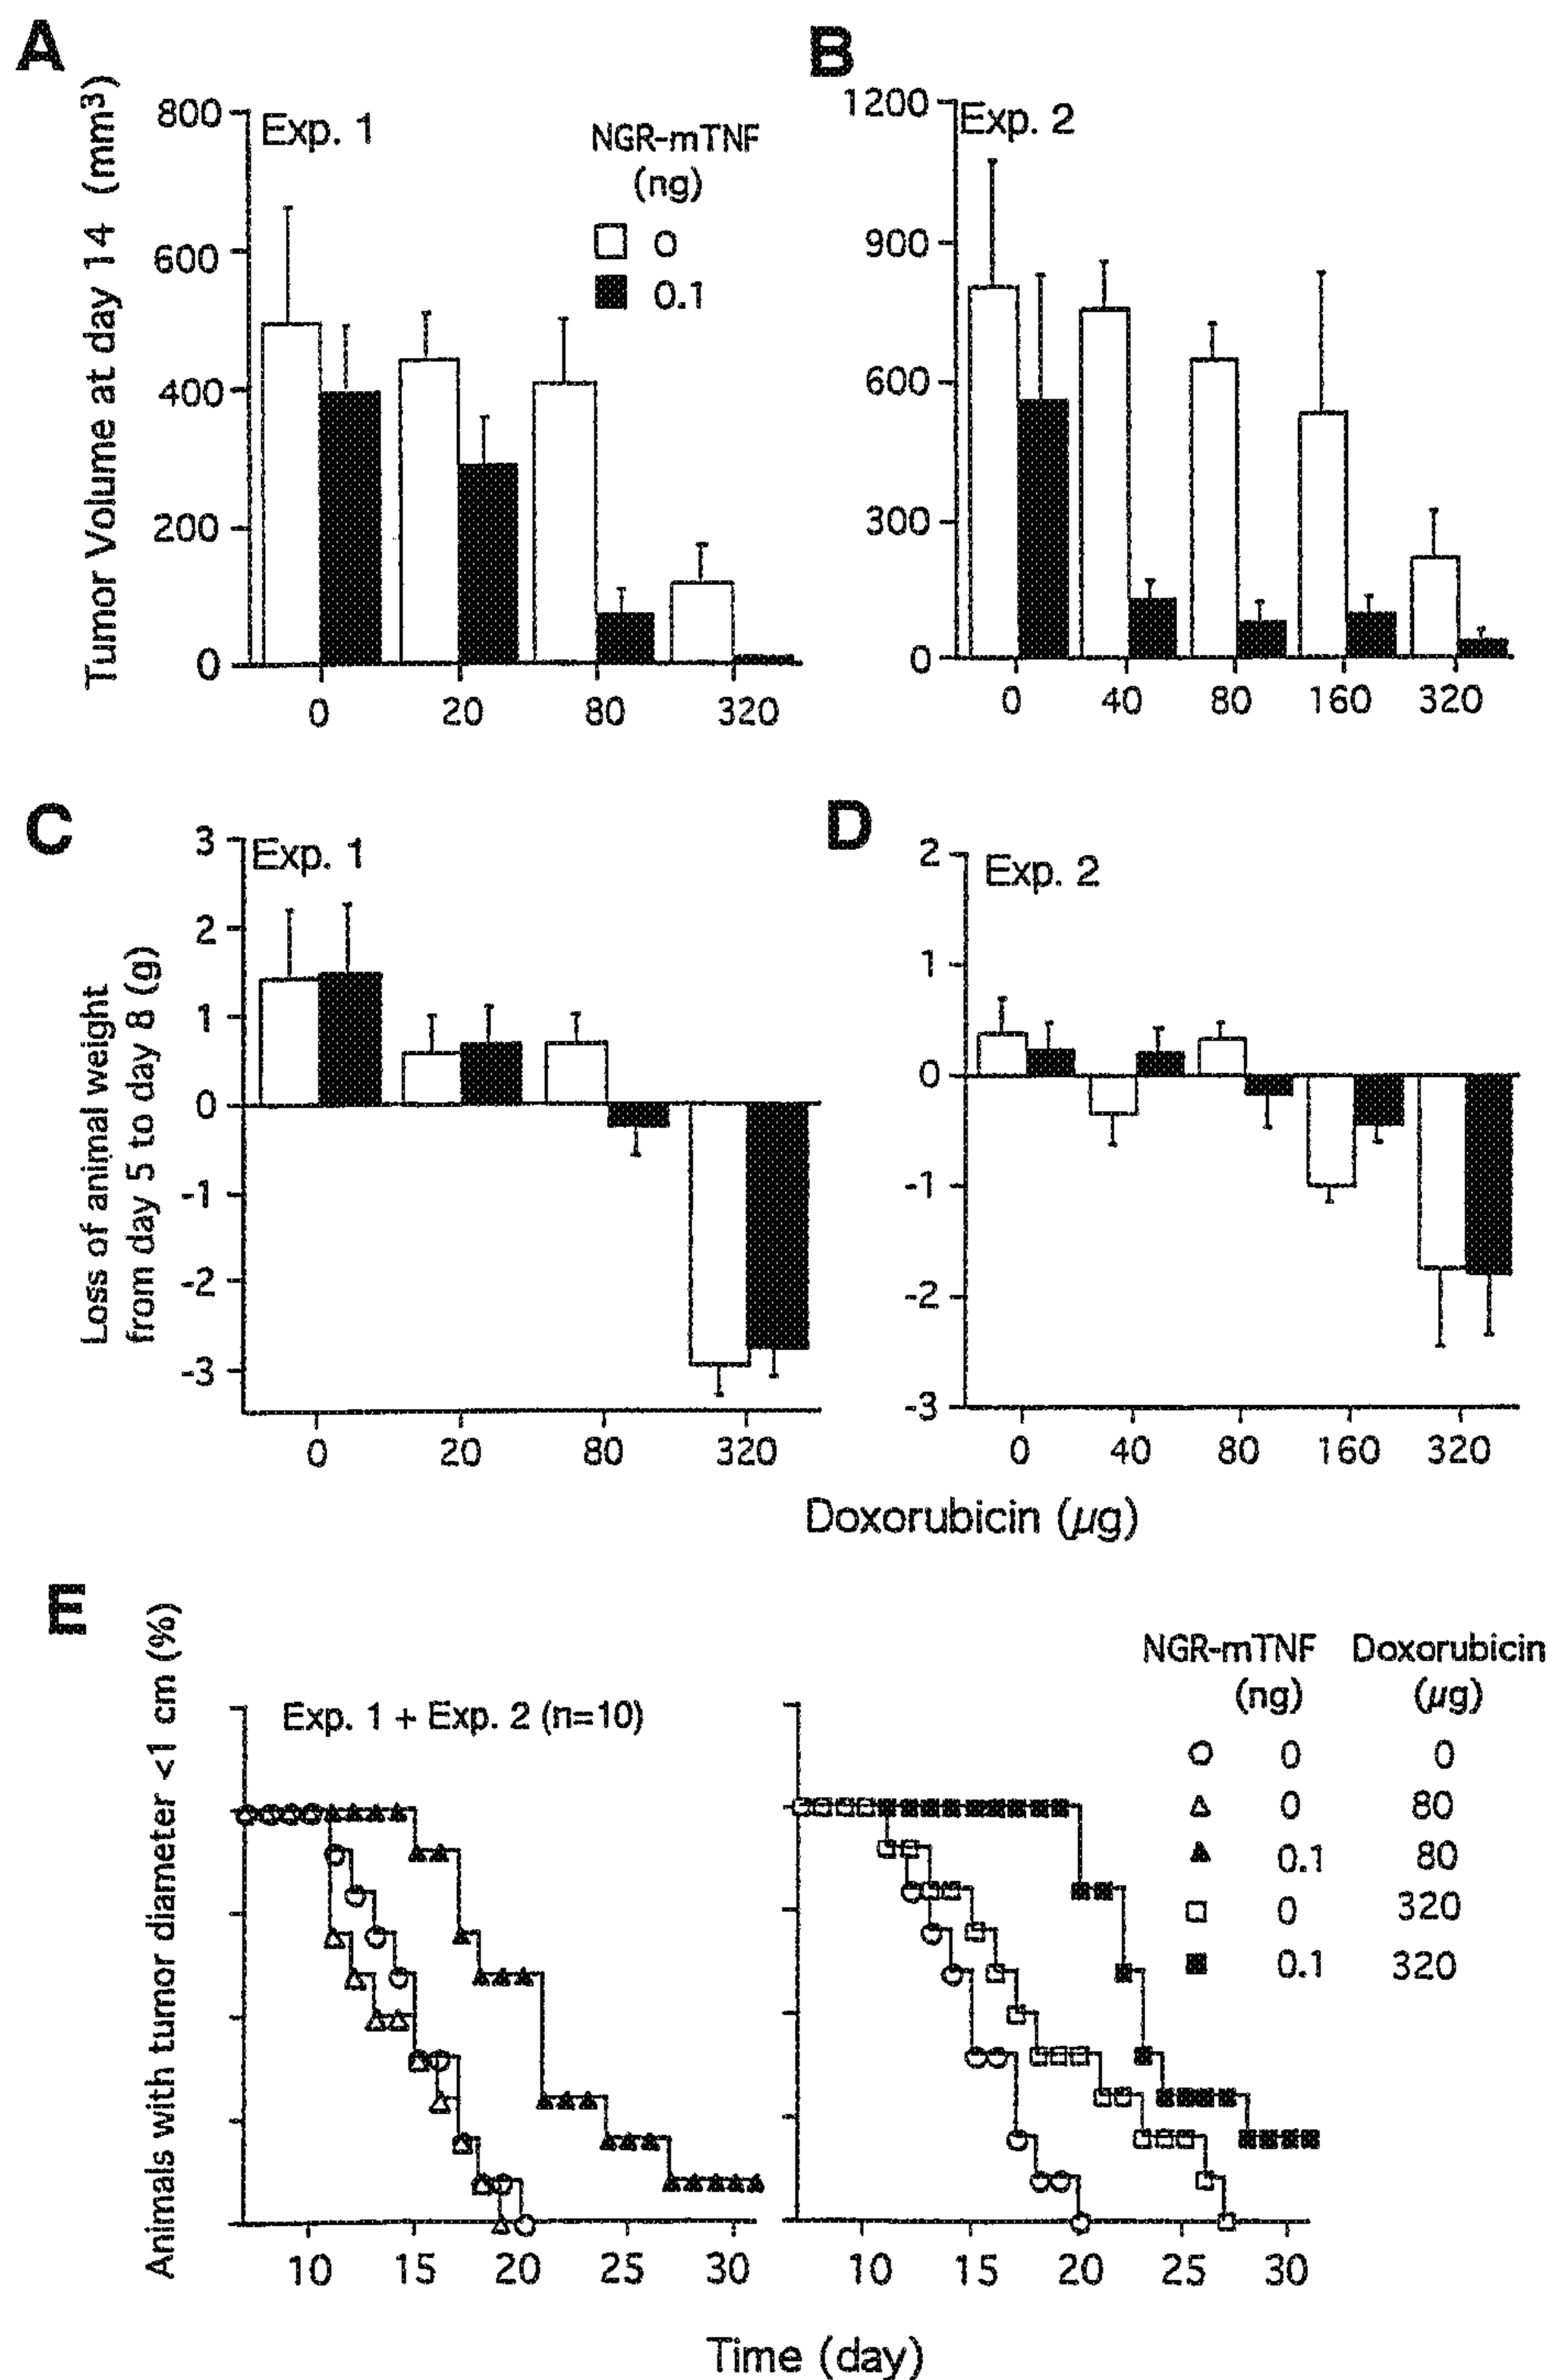 A
B
Tumor Volume at day 14 (mm³)
800
600
400
200
0
Exp. 1
NGR-mTNF
(ng)
0
0.1
0 20 80 320
1200
900
600
300
0
Exp. 2
0 40 80 160 320
C
D
Loss of animal weight
from day 5 to day 8 (g)
3
2
1
0
-1
-2
-3
Exp. 1
0 20 80 320
2
1
0
-1
-2
-3
Exp. 2
0 40 80 160 320
Doxorubicin (µg)
E
Animals with tumor diameter <1 cm (%)
Exp. 1 + Exp. 2 (n=10)
NGR-mTNF Doxorubicin
(ng) (µg)
0 0
0 80
0.1 80
0 320
0.1 320
10 15 20 25 30
10 15 20 25 30
Time (day)